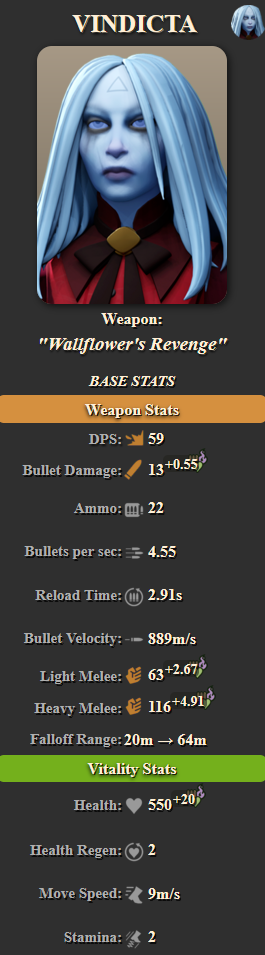 VINDICTA
Weapon:
"Wallflower's Revenge"
BASE STATS
Weapon Stats
DPS: 59
Bullet Damage: 13+0.55
Ammo: 22
Bullets per sec: 4.55
Reload Time: 2.91s
Bullet Velocity: 889m/s
Light Melee: 63+2.67
Heavy Melee: 116+4.91
Falloff Range: 20m → 64m
Vitality Stats
Health: 550+20
Health Regen: 2
Move Speed: 9m/s
Stamina: 2